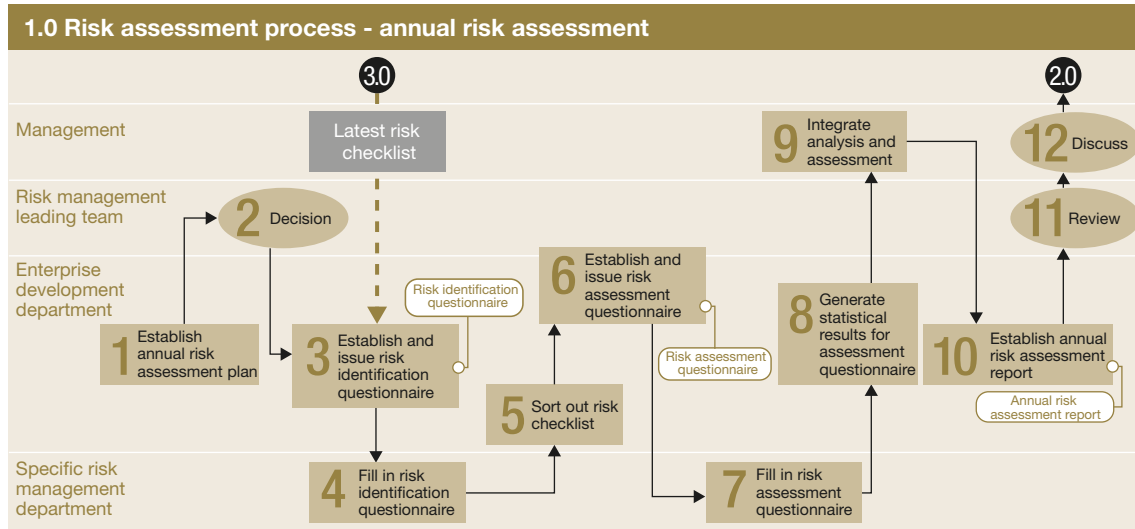 1.0 Risk assessment process - annual risk assessment
3.0
2.0
Management
Latest risk
checklist
9
Integrate
analysis and
assessment
12
Discuss
Risk management
leading team
2
Decision
11
Review
Enterprise
development
department
Risk identification
questionnaire
6
Establish and
issue risk
assessment
questionnaire
1
Establish
annual risk
assessment plan
3
Establish and
issue risk
identification
questionnaire
Risk assessment
questionnaire
8
Generate
statistical
results for
assessment
questionnaire
10
Establish annual
risk assessment
report
Annual risk
assessment report
5
Sort out risk
checklist
Specific risk
management
department
4
Fill in risk
identification
questionnaire
7
Fill in risk
assessment
questionnaire